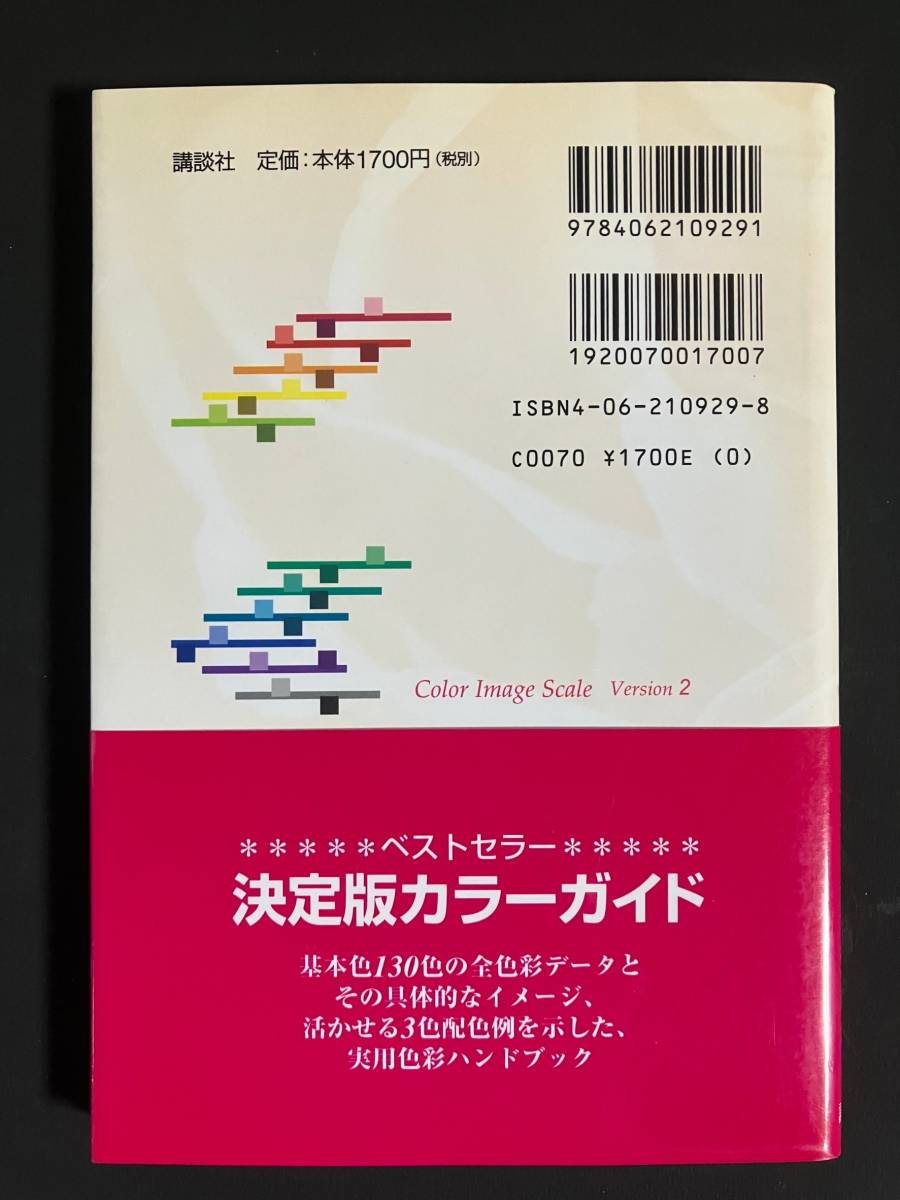 講談社 定価：本体1700円（税別）
9784062109291
1920070017007
ISBN4-06-210929-8
C0070 ¥1700E (0)
Color Image Scale Version 2
＊＊＊＊＊ベストセラー＊＊＊＊＊
決定版カラーガイド
基本色130色の全色彩データと
その具体的なイメージ、
活かせる3色配色例を示した、
実用色彩ハンドブック